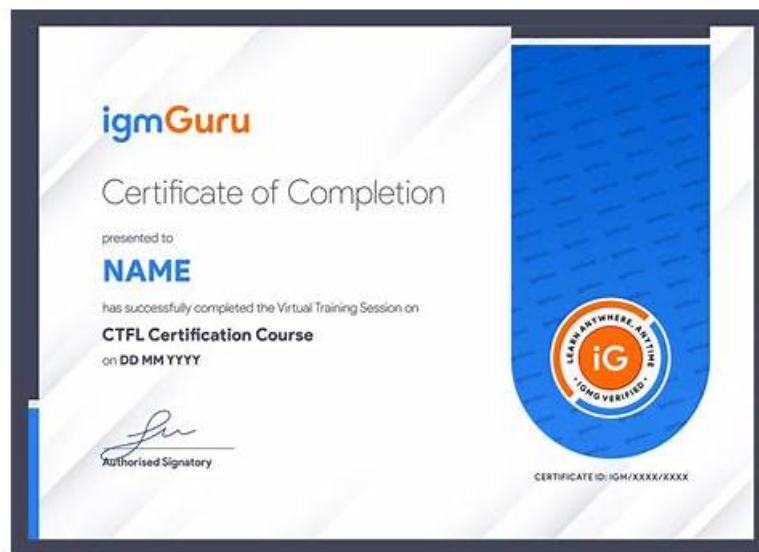 igmGuru
Certificate of Completion
presented to
NAME
has successfully completed the Virtual Training Session on
CTFL Certification Course
on DD MM YYYY
Authorised Signatory
LEARN ANYWHERE, ANYTIME
iG
• IGMG VERIFIED •
CERTIFICATE ID: IGM/XXXX/XXXX